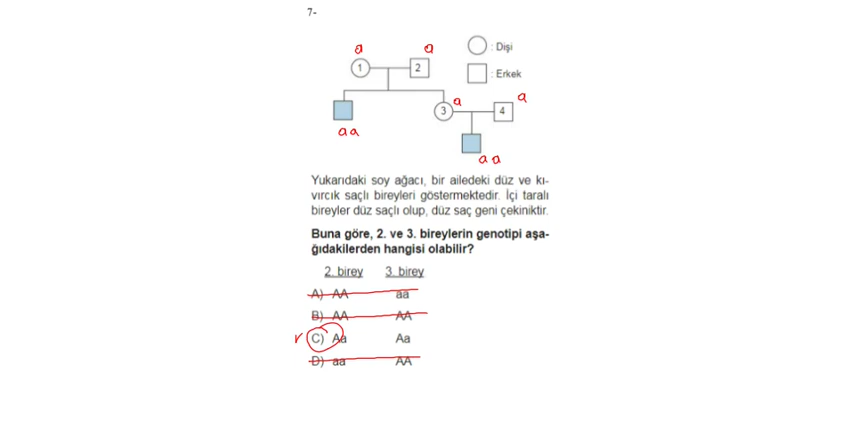 7-
a a
1 2
: Dişi
: Erkek
3 a 4 a
aa
aa
Yukarıdaki soy ağacı, bir ailedeki düz ve kı-
vırcık saçlı bireyleri göstermektedir. İçi taralı
bireyler düz saçlı olup, düz saç geni çekiniktir.
Buna göre, 2. ve 3. bireylerin genotipi aşa-
ğıdakilerden hangisi olabilir?
2. birey 3. birey
A) AA aa
B) AA AA
C) Aa Aa
D) aa AA